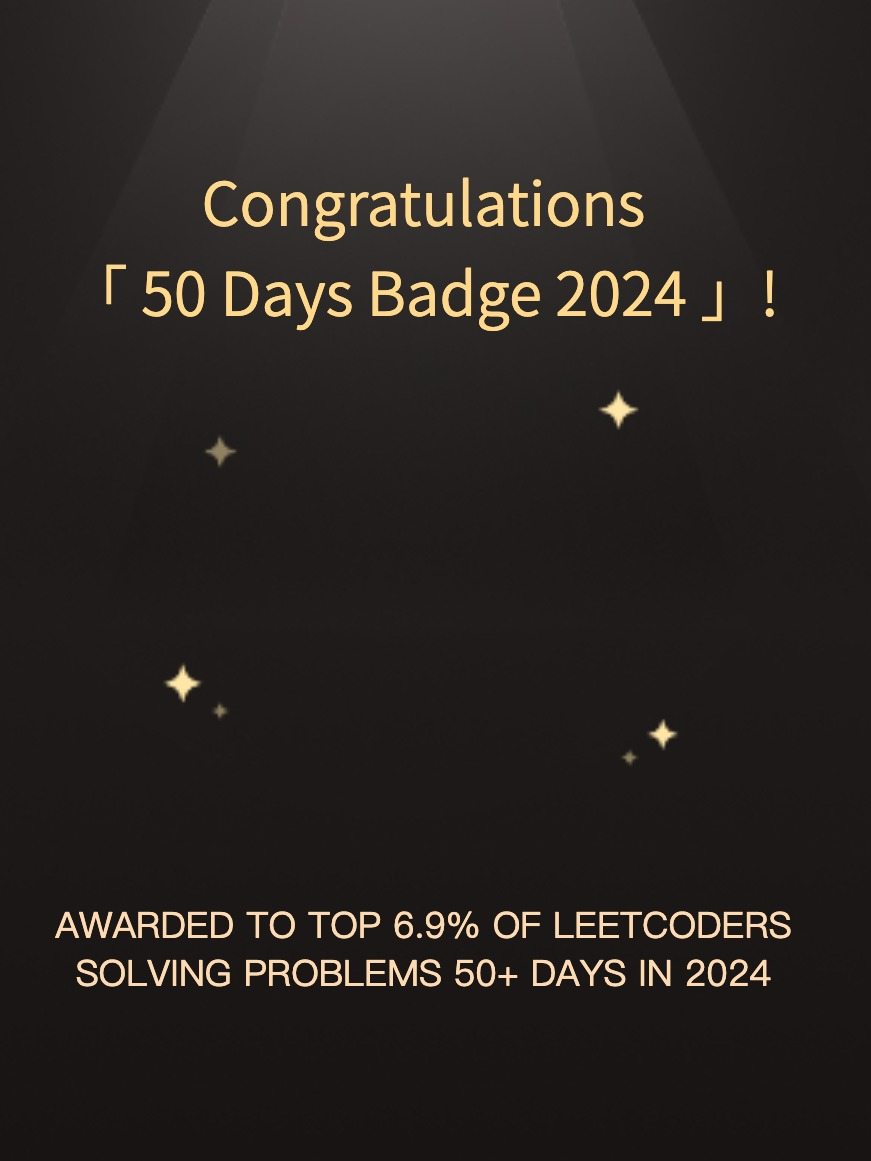 Congratulations
「 50 Days Badge 2024 」!
AWARDED TO TOP 6.9% OF LEETCODERS
SOLVING PROBLEMS 50+ DAYS IN 2024